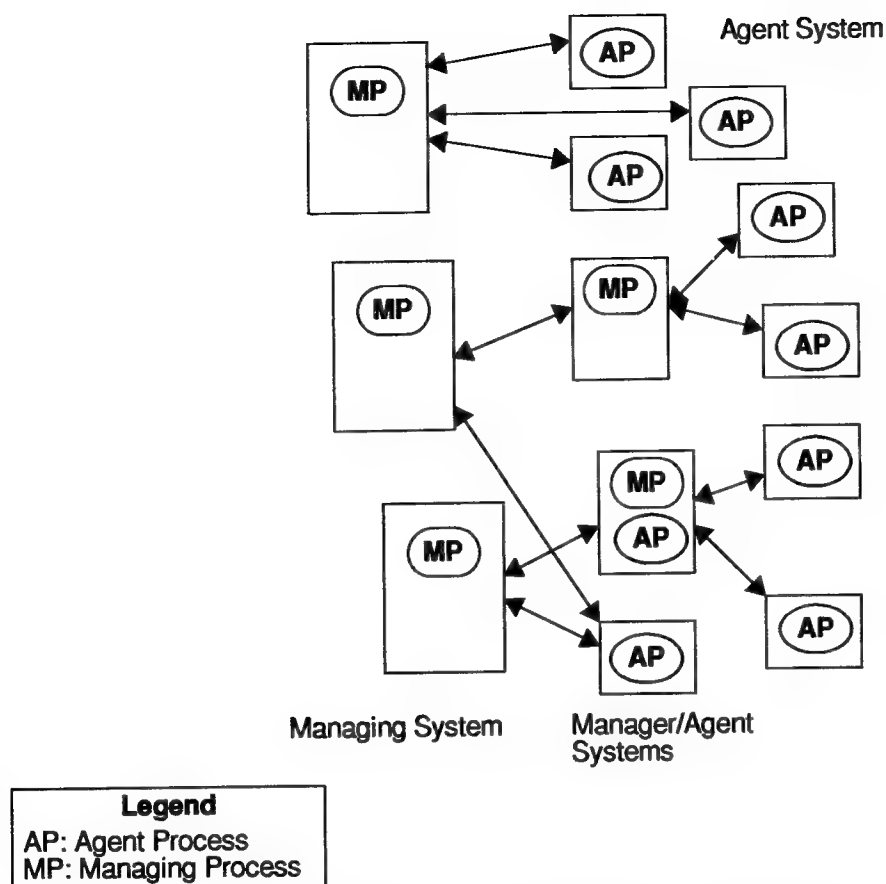 Agent System
AP
MP
AP
AP
AP
MP
MP
AP
AP
MP
MP
AP
AP
AP
Managing System
Manager/Agent
Systems
Legend
AP: Agent Process
MP: Managing Process